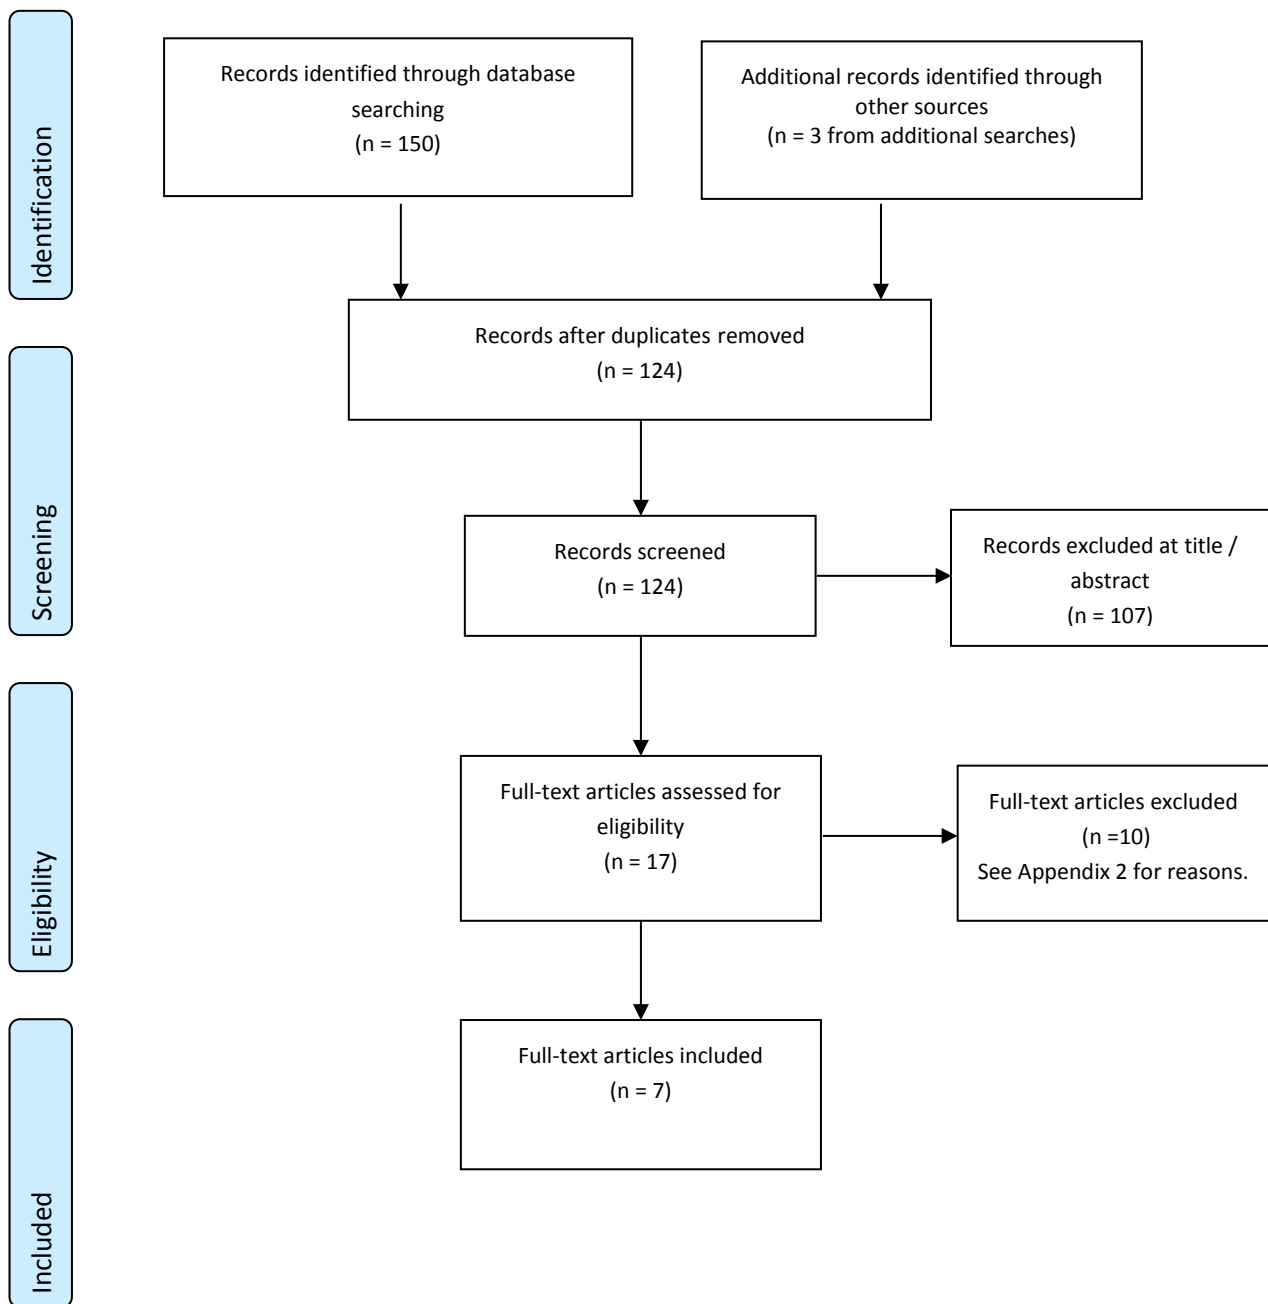 Identification
Records identified through database
searching
(n = 150)
Additional records identified through
other sources
(n = 3 from additional searches)
Records after duplicates removed
(n = 124)
Screening
Records screened
(n = 124)
Records excluded at title /
abstract
(n = 107)
Eligibility
Full-text articles assessed for
eligibility
(n = 17)
Full-text articles excluded
(n =10)
See Appendix 2 for reasons.
Included
Full-text articles included
(n = 7)